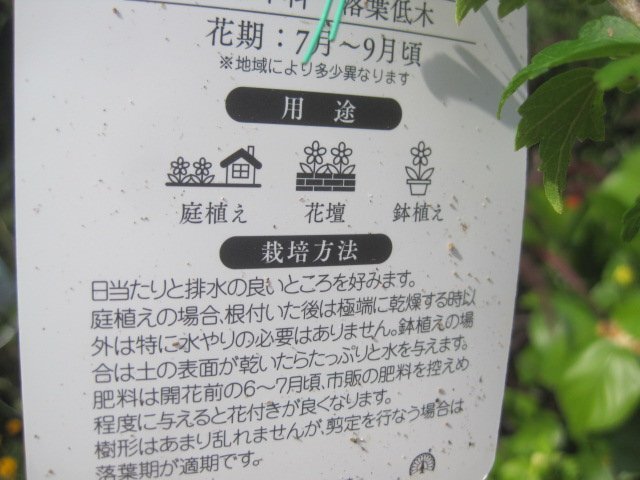 落葉低木
花期：7月～9月頃
※地域により多少異なります
用 途
庭植え 花壇 鉢植え
栽培方法
日当たりと排水の良いところを好みます。
庭植えの場合、根付いた後は極端に乾燥する時以
外は特に水やりの必要はありません。鉢植えの場
合は土の表面が乾いたらたっぷりと水を与えます。
肥料は開花前の6～7月頃、市販の肥料を控えめ
程度に与えると花付きが良くなります。
樹形はあまり乱れませんが、剪定を行なう場合は
落葉期が適期です。